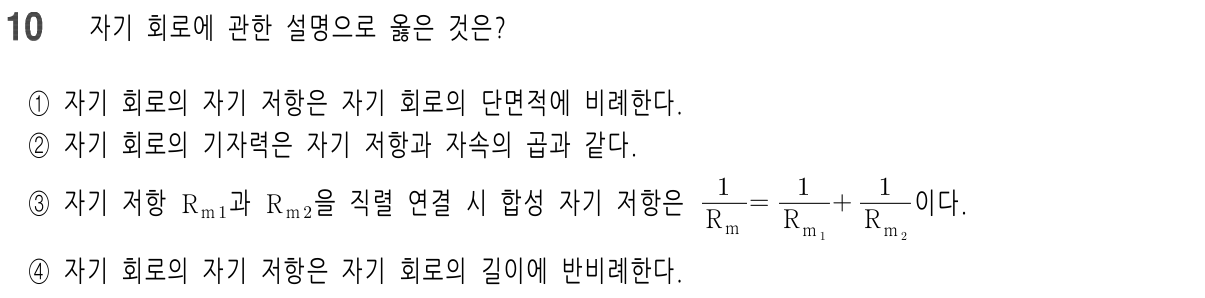 10 자기 회로에 관한 설명으로 옳은 것은?
① 자기 회로의 자기 저항은 자기 회로의 단면적에 비례한다.
② 자기 회로의 기자력은 자기 저항과 자속의 곱과 같다.
③ 자기 저항 R_{m1}과 R_{m2}을 직렬 연결 시 합성 자기 저항은 \frac{1}{R_m} = \frac{1}{R_{m_1}} + \frac{1}{R_{m_2}}이다.
④ 자기 회로의 자기 저항은 자기 회로의 길이에 반비례한다.